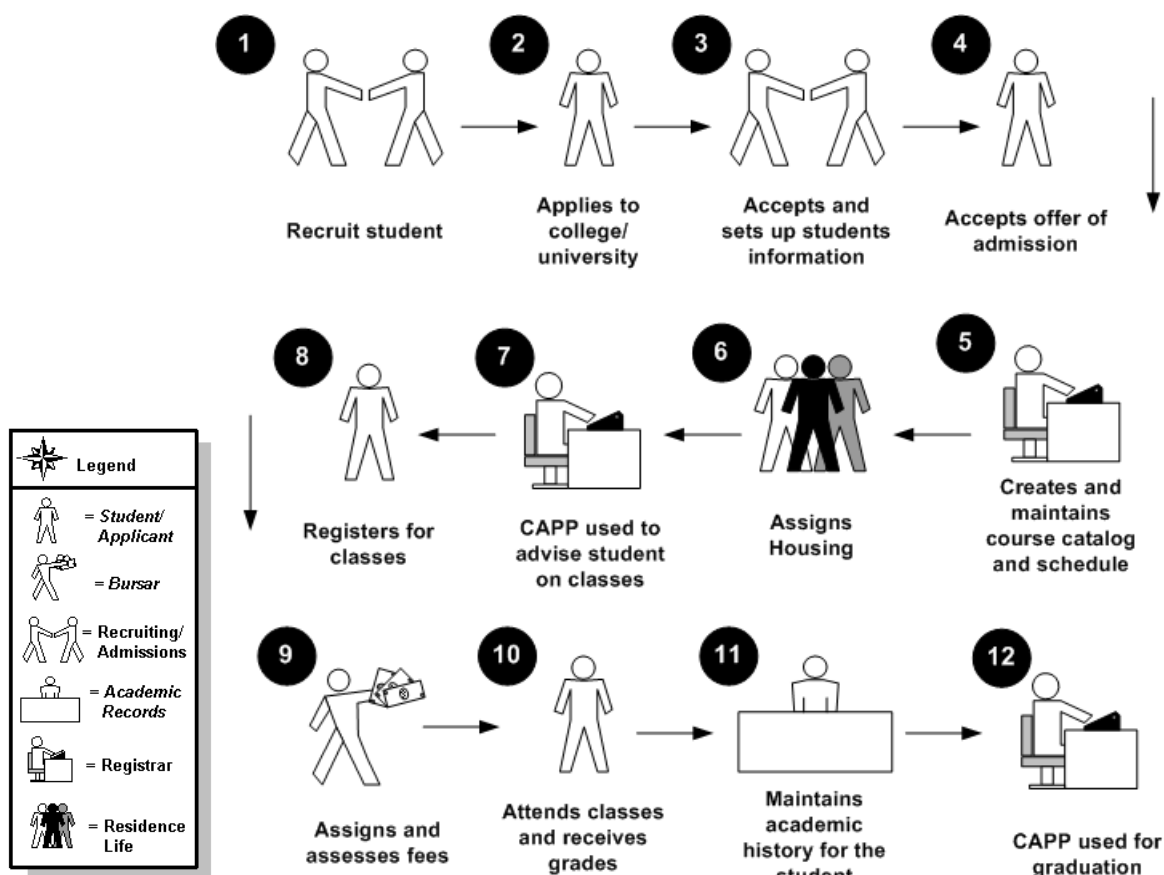 1
2
3
4
Recruit student
Applies to
college/
university
Accepts and
sets up students
information
Accepts offer of
admission
8
7
6
5
Registers for
classes
CAPP used to
advise student
on classes
Assigns
Housing
Creates and
maintains
course catalog
and schedule
Legend
= Student/
Applicant
= Bursar
= Recruiting/
Admissions
= Academic
Records
= Registrar
= Residence
Life
9
10
11
12
Assigns and
assesses fees
Attends classes
and receives
grades
Maintains
academic
history for the
student
CAPP used for
graduation